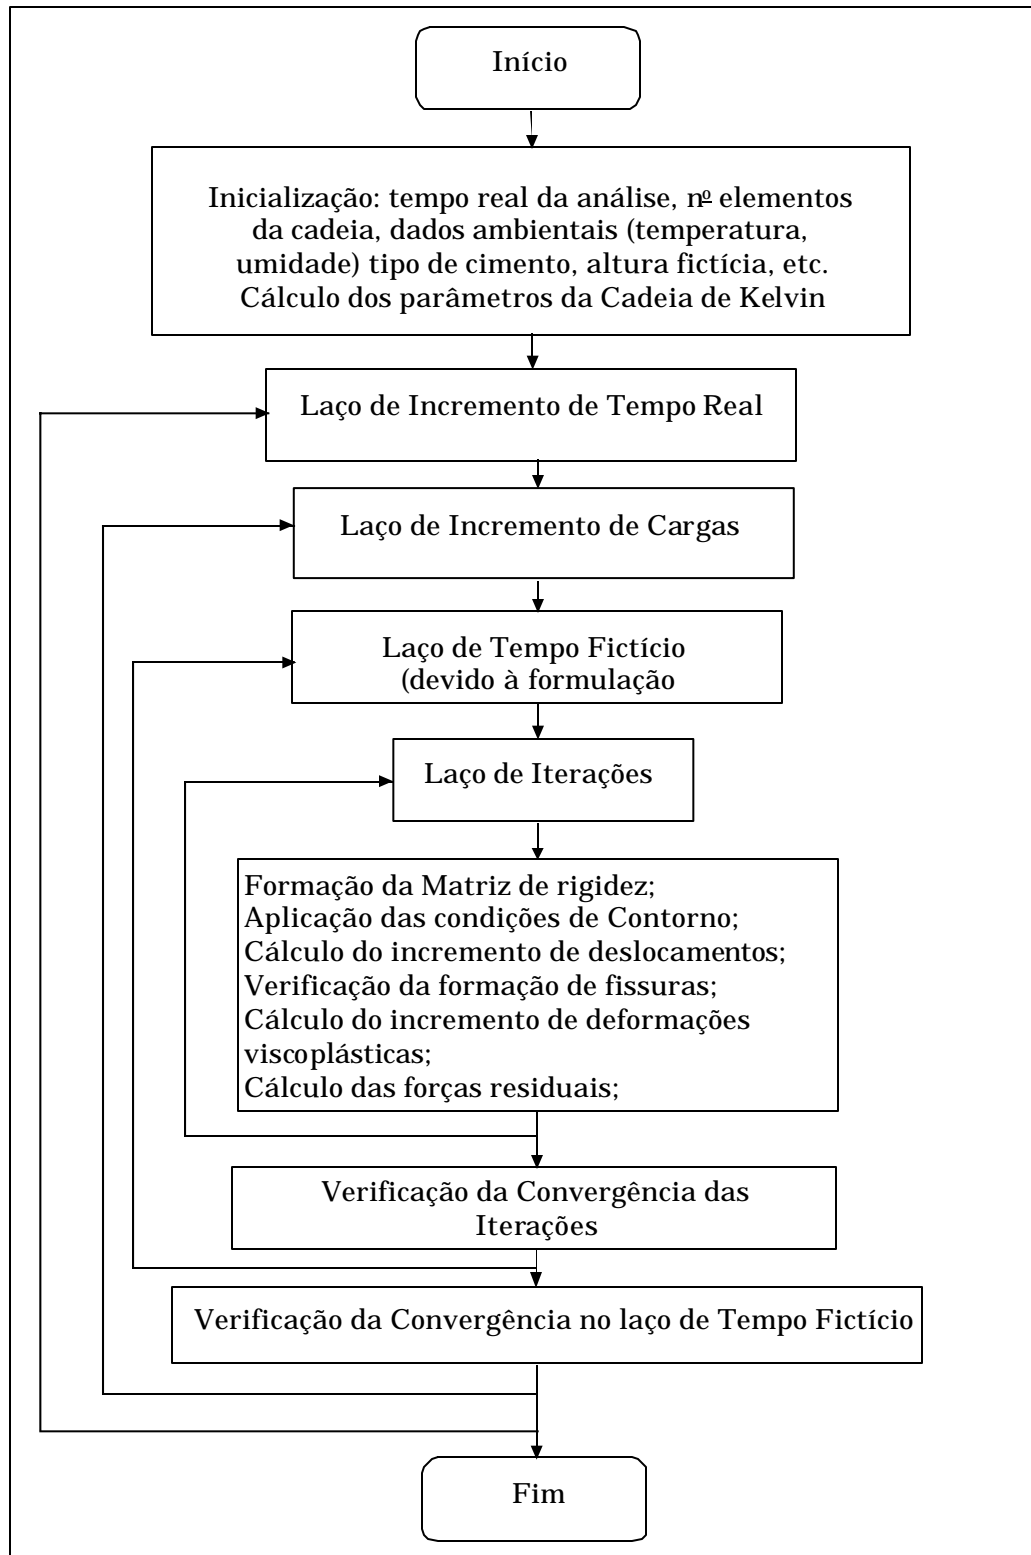 Início
Inicialização: tempo real da análise, nº elementos
da cadeia, dados ambientais (temperatura,
umidade) tipo de cimento, altura fictícia, etc.
Cálculo dos parâmetros da Cadeia de Kelvin
Laço de Incremento de Tempo Real
Laço de Incremento de Cargas
Laço de Tempo Fictício
(devido à formulação
Laço de Iterações
Formação da Matriz de rigidez;
Aplicação das condições de Contorno;
Cálculo do incremento de deslocamentos;
Verificação da formação de fissuras;
Cálculo do incremento de deformações
viscoplásticas;
Cálculo das forças residuais;
Verificação da Convergência das
Iterações
Verificação da Convergência no laço de Tempo Fictício
Fim